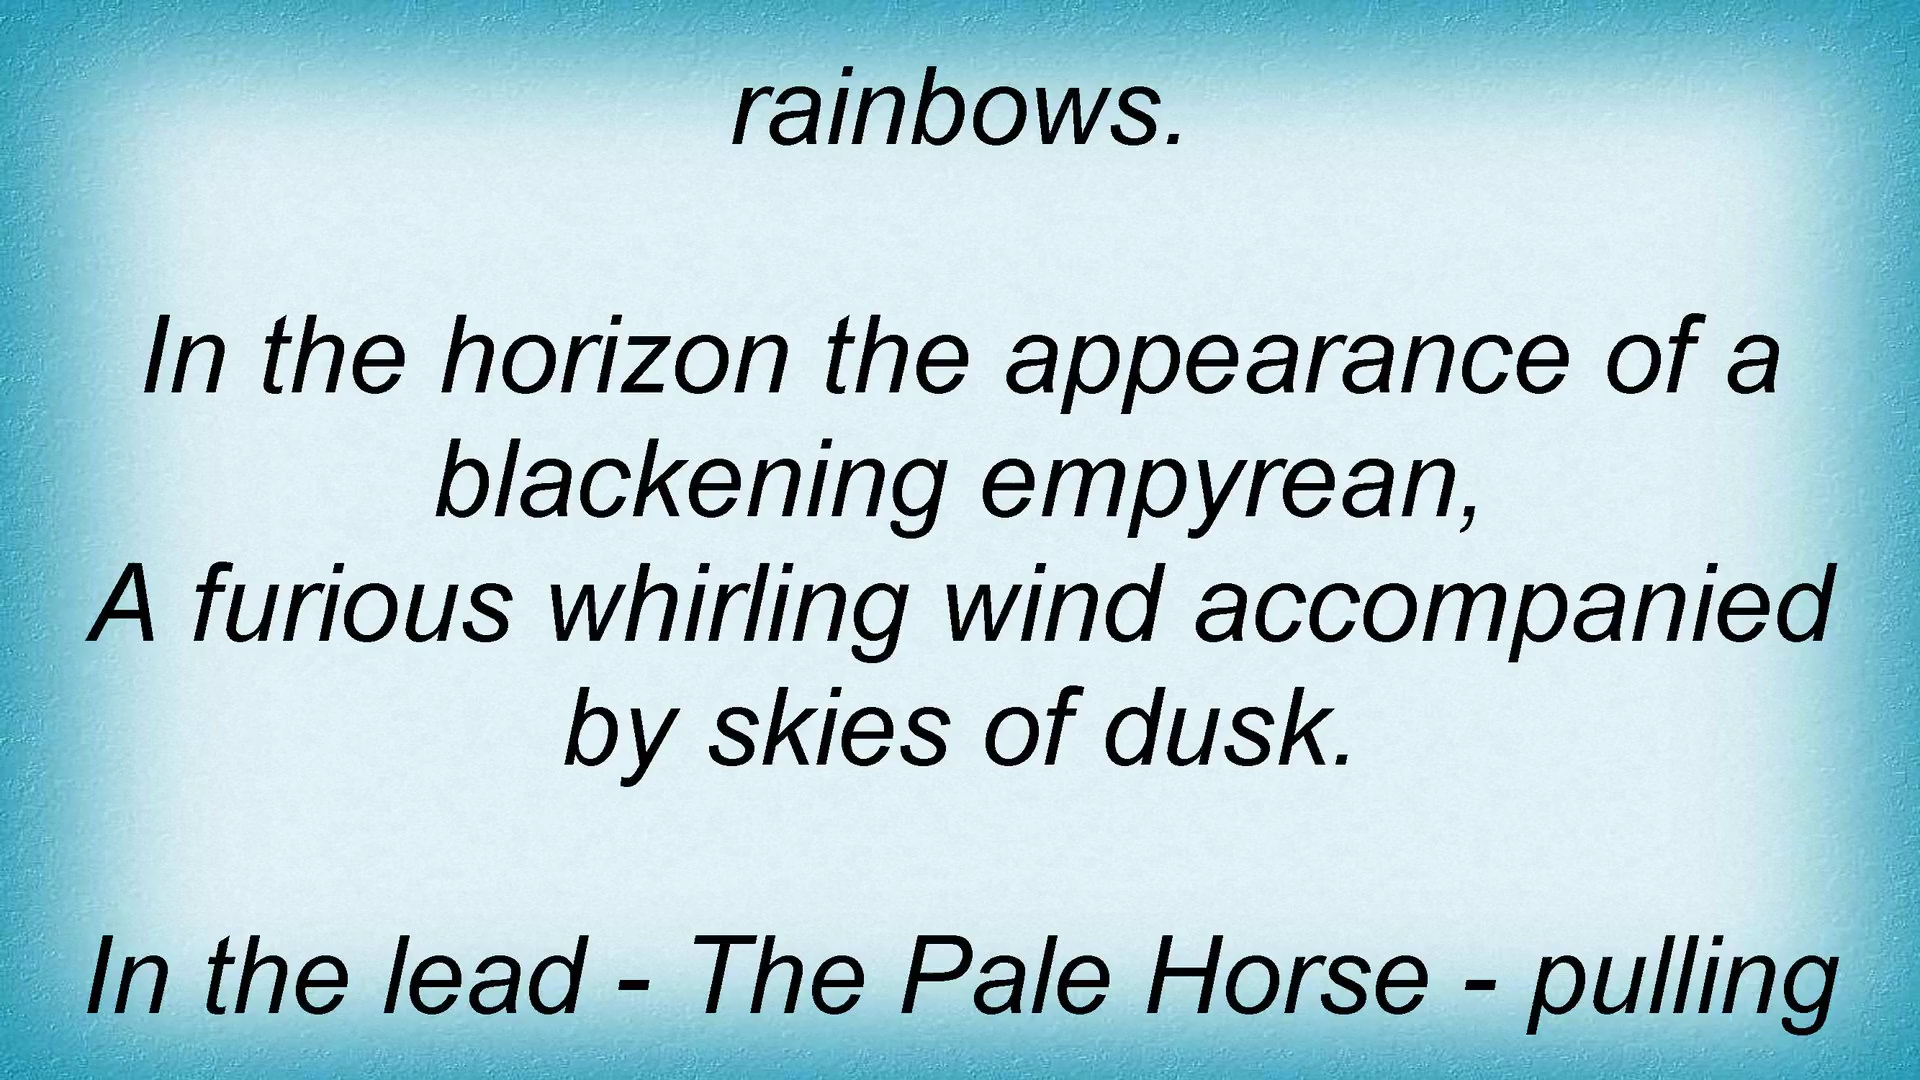 rainbows.
In the horizon the appearance of a
blackening empyrean,
A furious whirling wind accompanied
by skies of dusk.
In the lead - The Pale Horse - pulling